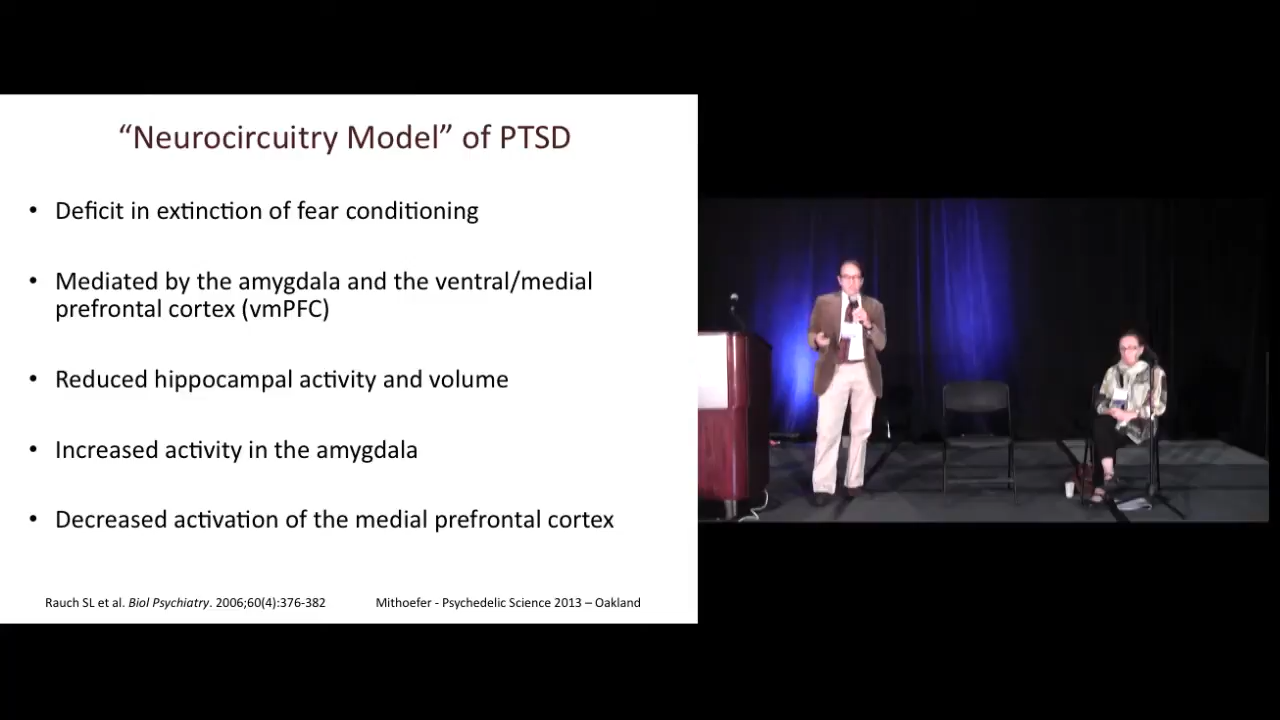 “Neurocircuitry Model” of PTSD
• Deficit in extinction of fear conditioning
• Mediated by the amygdala and the ventral/medial
prefrontal cortex (vmPFC)
• Reduced hippocampal activity and volume
• Increased activity in the amygdala
• Decreased activation of the medial prefrontal cortex
Rauch SL et al. Biol Psychiatry. 2006;60(4):376-382
Mithoefer - Psychedelic Science 2013 – Oakland